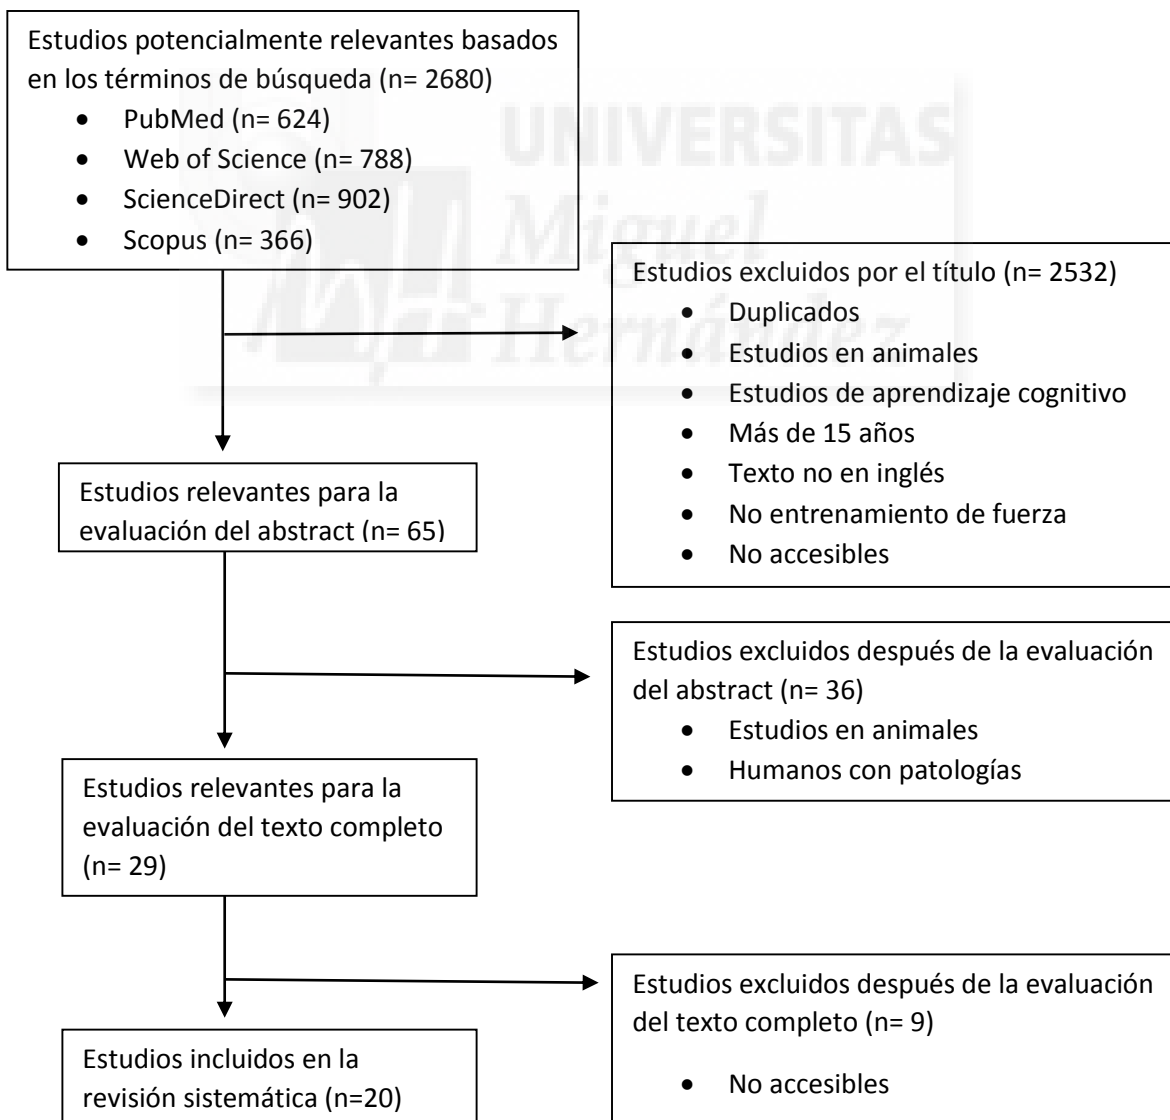 Estudios potencialmente relevantes basados
en los términos de búsqueda (n= 2680)
• PubMed (n= 624)
• Web of Science (n= 788)
• ScienceDirect (n= 902)
• Scopus (n= 366)
UNIVERSITAS
Miguel
Hernández
Estudios excluidos por el título (n= 2532)
• Duplicados
• Estudios en animales
• Estudios de aprendizaje cognitivo
• Más de 15 años
• Texto no en inglés
• No entrenamiento de fuerza
• No accesibles
Estudios relevantes para la
evaluación del abstract (n= 65)
Estudios excluidos después de la evaluación
del abstract (n= 36)
• Estudios en animales
• Humanos con patologías
Estudios relevantes para la
evaluación del texto completo
(n= 29)
Estudios excluidos después de la evaluación
del texto completo (n= 9)
• No accesibles
Estudios incluidos en la
revisión sistemática (n=20)